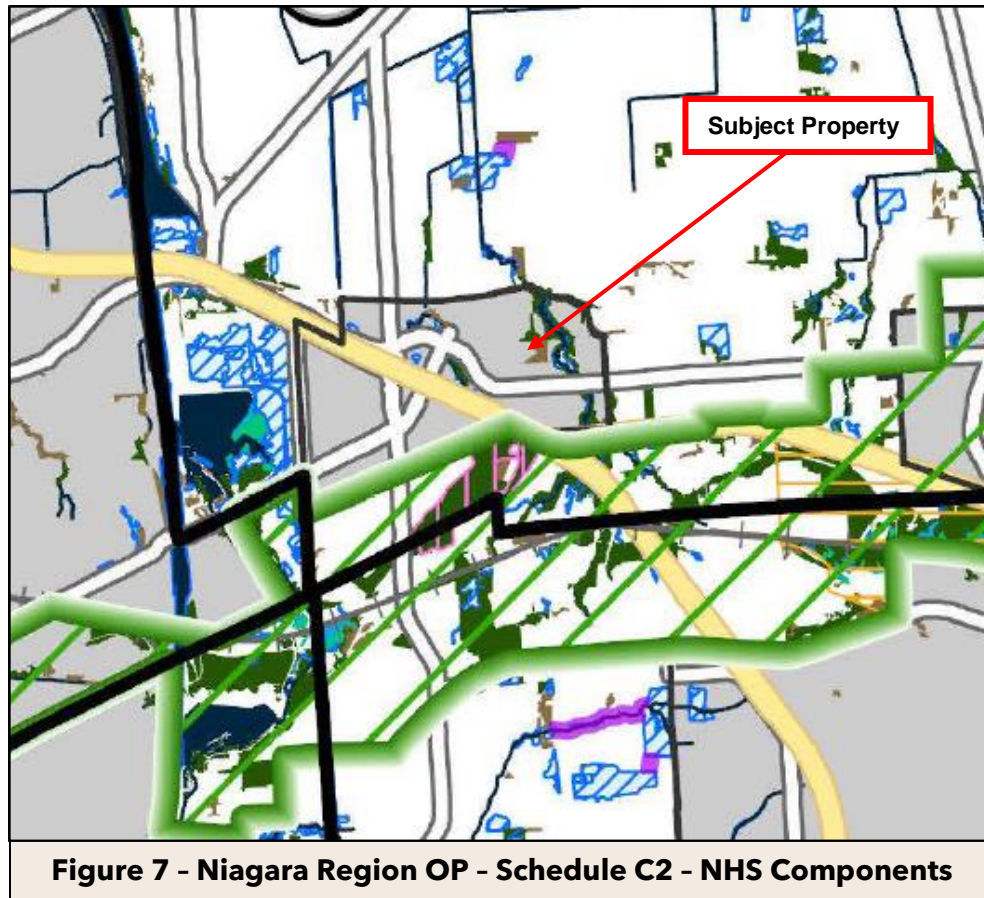 Subject Property
Figure 7 - Niagara Region OP - Schedule C2 - NHS Components